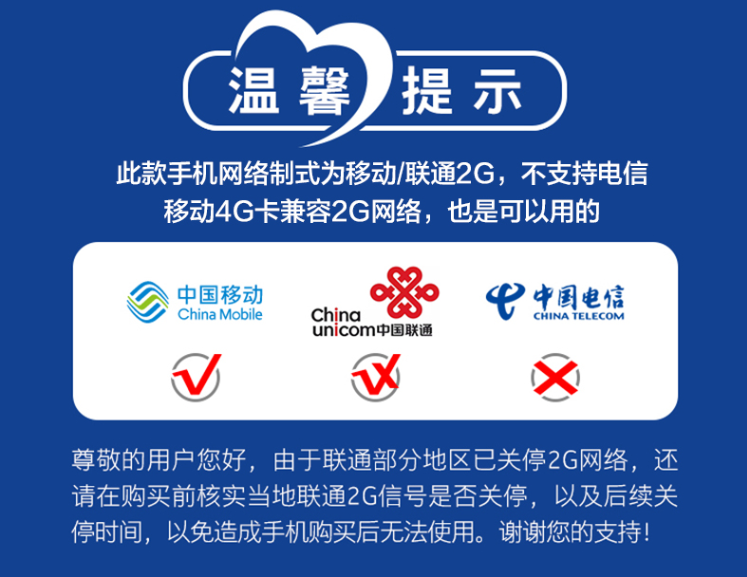 温馨提示
此款手机网络制式为移动/联通2G，不支持电信
移动4G卡兼容2G网络，也是可以用的
中国移动
China Mobile
China
unicom中国联通
中国电信
CHINA TELECOM
尊敬的用户您好，由于联通部分地区已关停2G网络，还
请在购买前核实当地联通2G信号是否关停，以及后续关
停时间，以免造成手机购买后无法使用。谢谢您的支持！